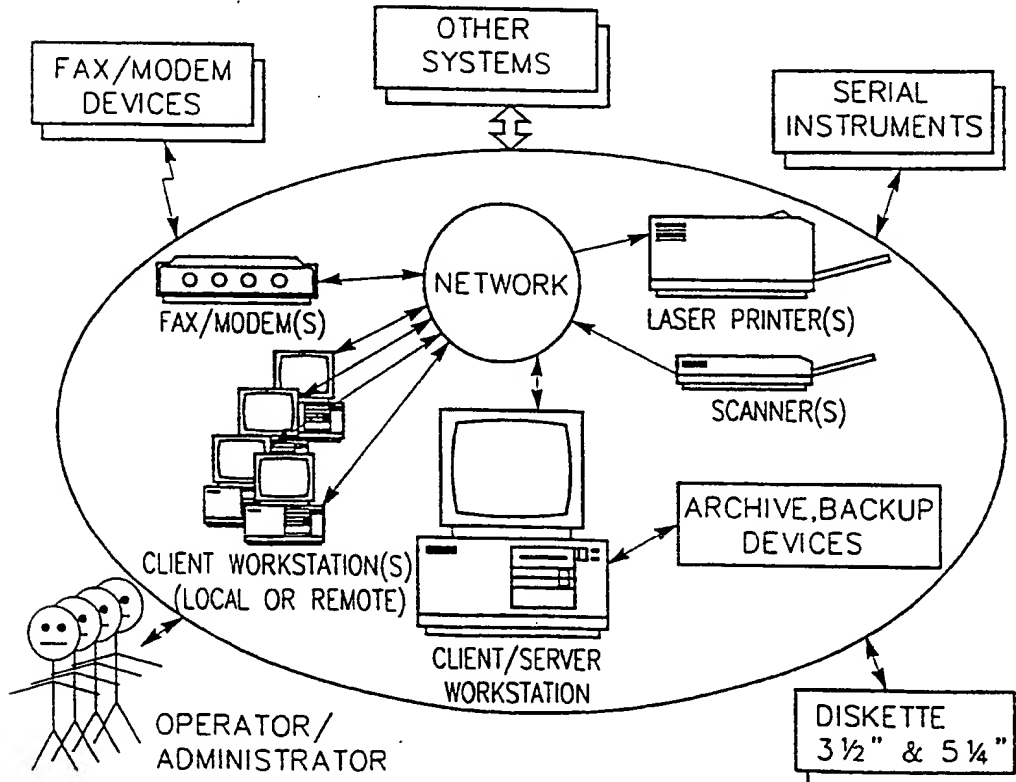 OTHER
SYSTEMS
FAX/MODEM
DEVICES
SERIAL
INSTRUMENTS
NETWORK
FAX/MODEM(S)
LASER PRINTER(S)
SCANNER(S)
ARCHIVE,BACKUP
DEVICES
CLIENT WORKSTATION(S)
(LOCAL OR REMOTE)
CLIENT/SERVER
WORKSTATION
OPERATOR/
ADMINISTRATOR
DISKETTE
3½" & 5¼"